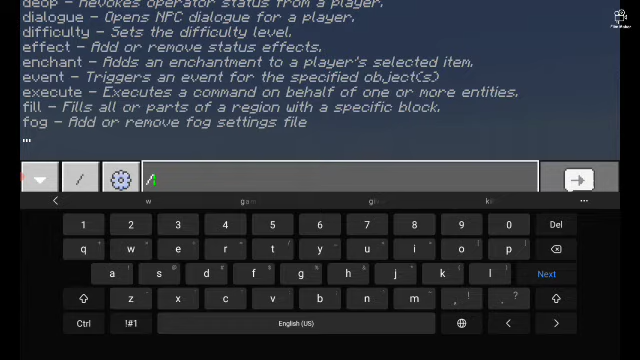 deop – Revokes operator status from a player.
dialogue – Opens NPC dialogue for a player.
difficulty – Sets the difficulty level.
effect – Add or remove status effects.
enchant – Adds an enchantment to a player's selected item.
event – Triggers an event for the specified object(s)
execute – Executes a command on behalf of one or more entities.
fill – Fills all or parts of a region with a specific block.
fog – Add or remove fog settings file
...
/
/
w
1 2 3 4 5 6 7 8 9 0 Del
q w e r t y u i o p
a s d f g h j k l Next
z x c v b n m , ! . ?
Ctrl !#1 English (US) < >